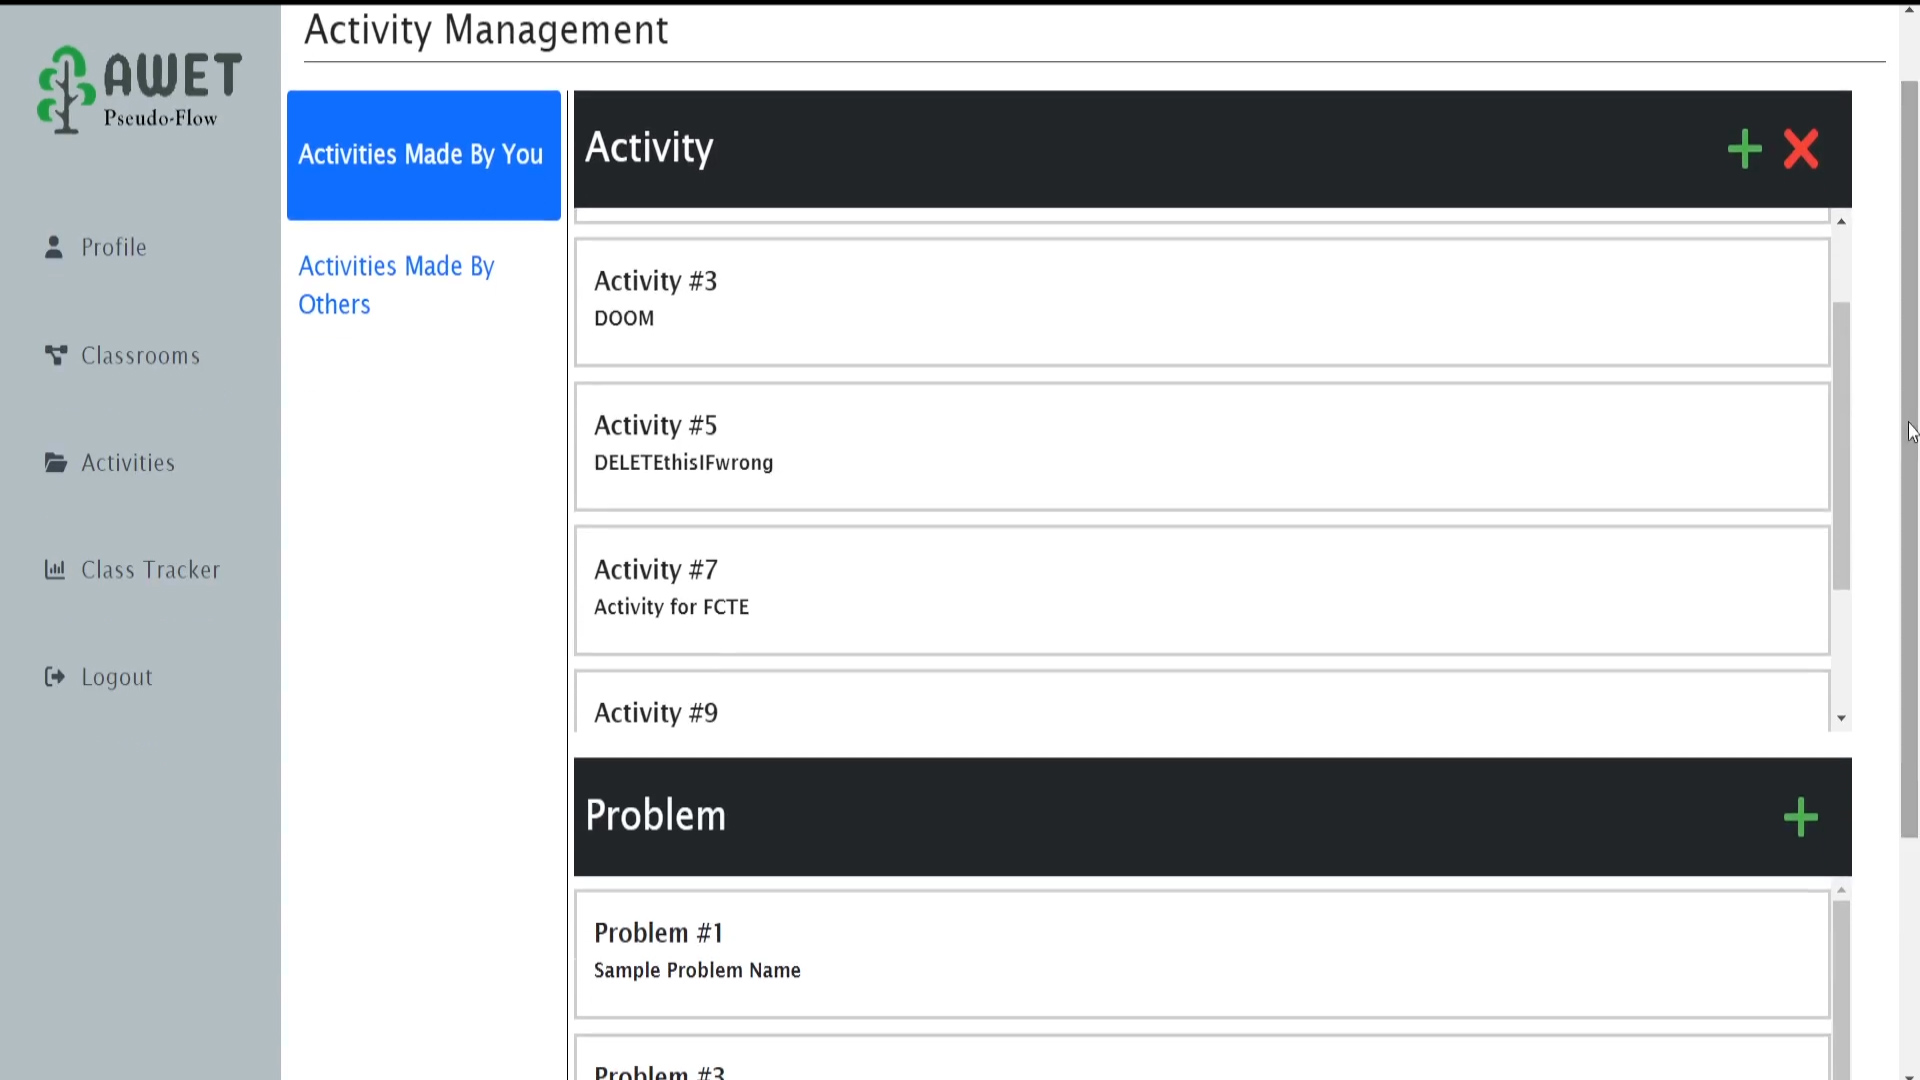 Activity Management
AWET
Pseudo-Flow
Profile
Classrooms
Activities
Class Tracker
Logout
Activities Made By You
Activities Made By
Others
Activity
Activity #3
DOOM
Activity #5
DELETEthisIFwrong
Activity #7
Activity for FCTE
Activity #9
Problem
Problem #1
Sample Problem Name
Problem #3